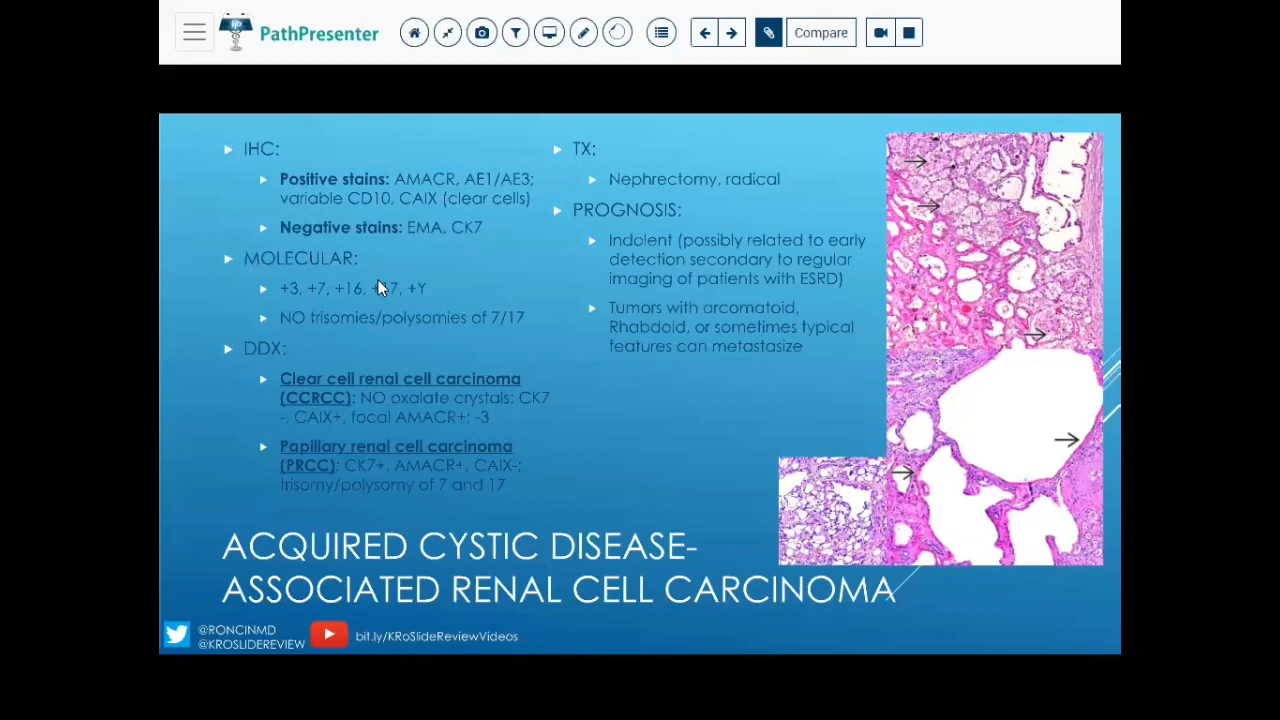 PathPresenter
Compare
IHC:
Positive stains: AMACR, AE1/AE3;
variable CD10, CAIX (clear cells)
Negative stains: EMA, CK7
MOLECULAR:
+3, +7, +16, 7, +Y
NO trisomies/polysomies of 7/17
DDX:
Clear cell renal cell carcinoma
(CCRCC): NO oxalate crystals; CK7
-, CAIX+, focal AMACR+; -3
Papillary renal cell carcinoma
(PRCC): CK7+, AMACR+, CAIX-;
trisomy/polysomy of 7 and 17
TX:
Nephrectomy, radical
PROGNOSIS:
Indolent (possibly related to early
detection secondary to regular
imaging of patients with ESRD)
Tumors with arcomatoid,
Rhabdoid, or sometimes typical
features can metastasize
ACQUIRED CYSTIC DISEASE-
ASSOCIATED RENAL CELL CARCINOMA
@RONCINMD
@KROSLIDEREVIEW
bit.ly/KRoSlideReviewVideos